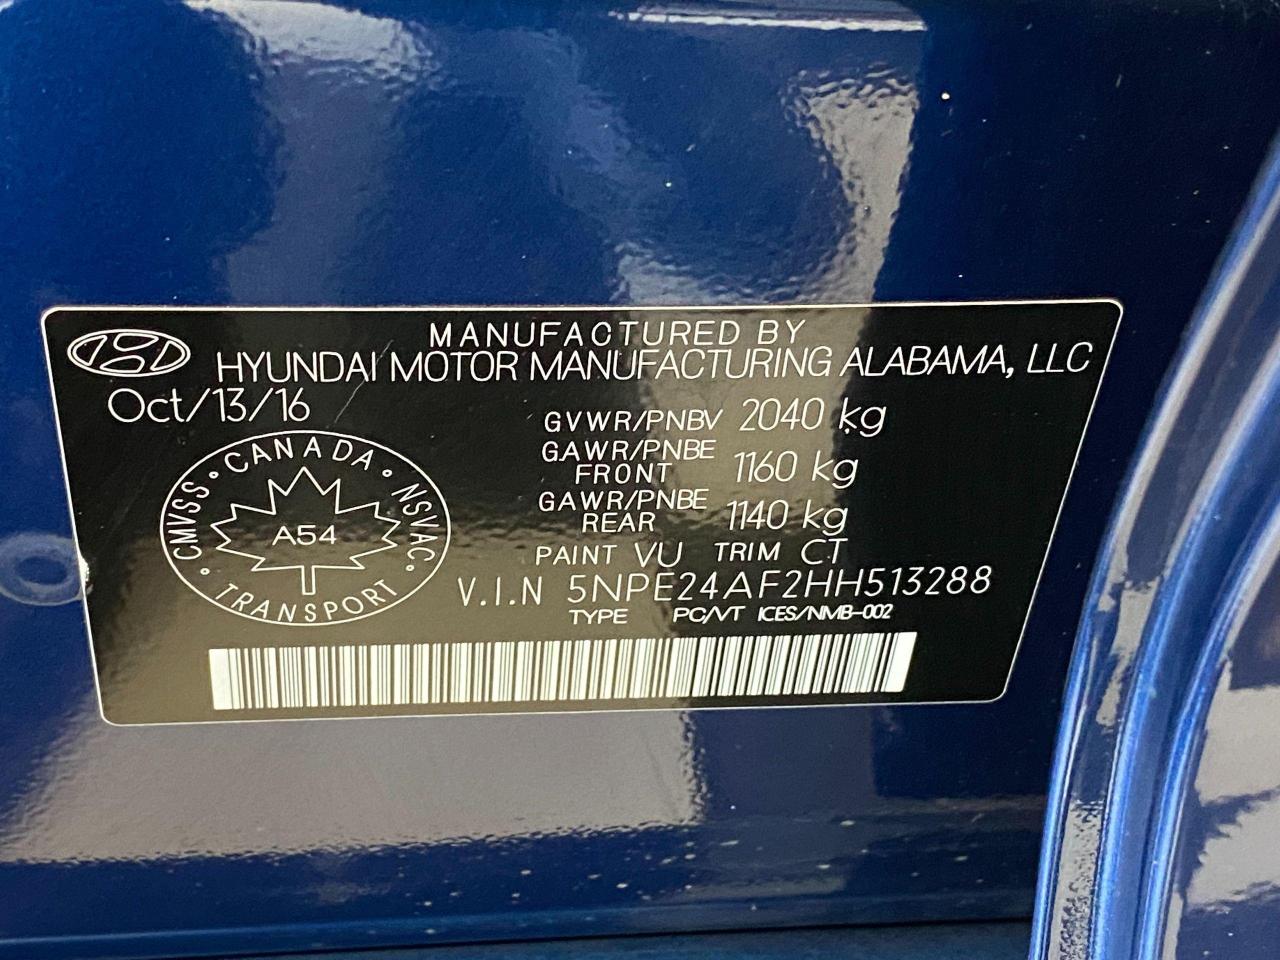 MANUFACTURED BY
HYUNDAI MOTOR MANUFACTURING ALABAMA, LLC
Oct/13/16
GVWR/PNBV 2040 kg
GAWR/PNBE
FRONT 1160 kg
GAWR/PNBE
REAR 1140 kg
PAINT VU TRIM CT
V.I.N 5NPE24AF2HH513288
TYPE PC/VT ICES/NMB-002
CANADA
CMVSS · NSVAC
A54
TRANSPORT